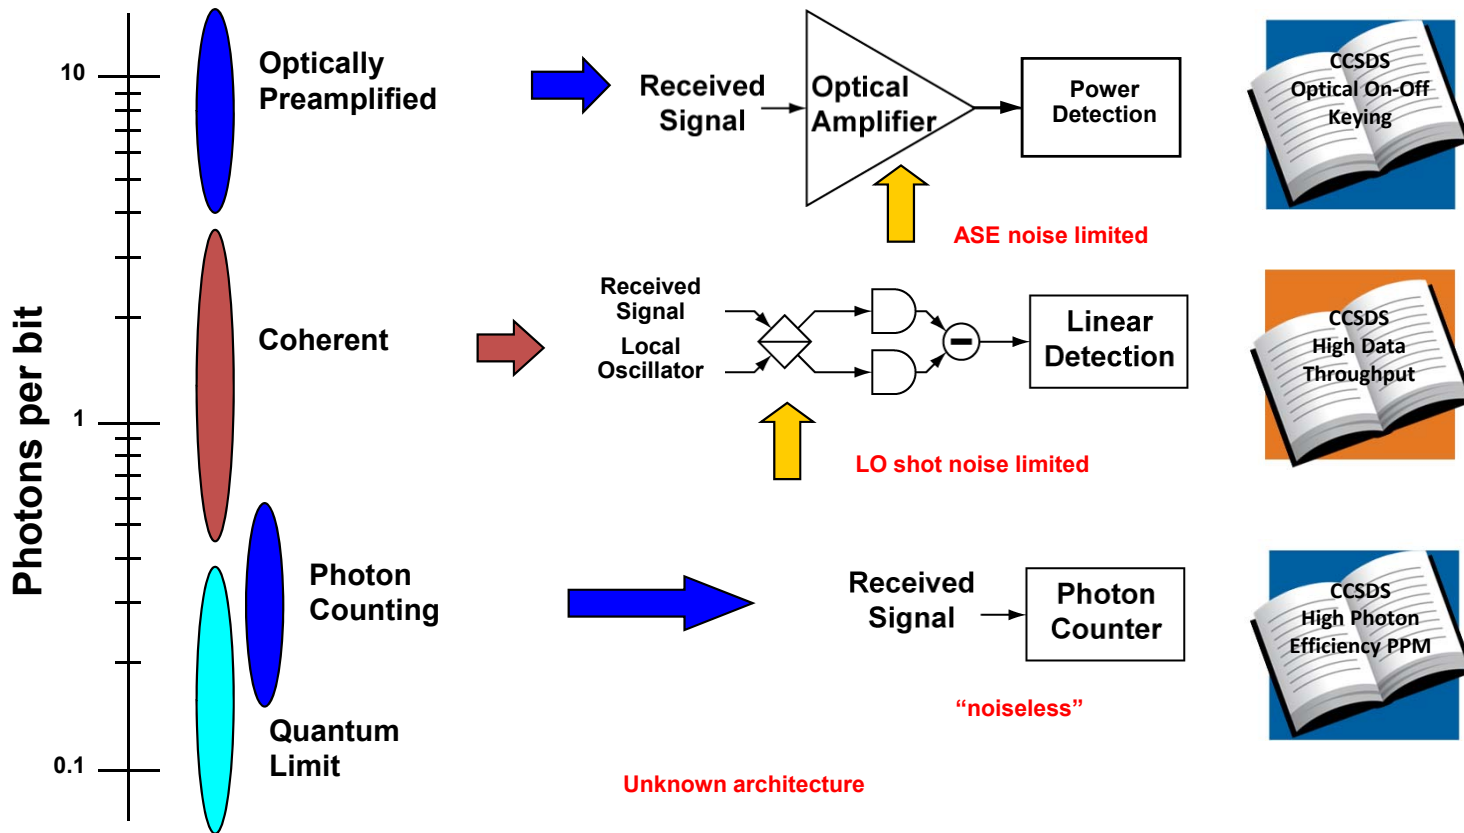 Photons per bit
10
1
0.1
Optically
Preamplified
Received
Signal
Optical
Amplifier
Power
Detection
CCSDS
Optical On-Off
Keying
ASE noise limited
Coherent
Received
Signal
Local
Oscillator
Linear
Detection
CCSDS
High Data
Throughput
LO shot noise limited
Photon
Counting
Received
Signal
Photon
Counter
CCSDS
High Photon
Efficiency PPM
“noiseless”
Quantum
Limit
Unknown architecture